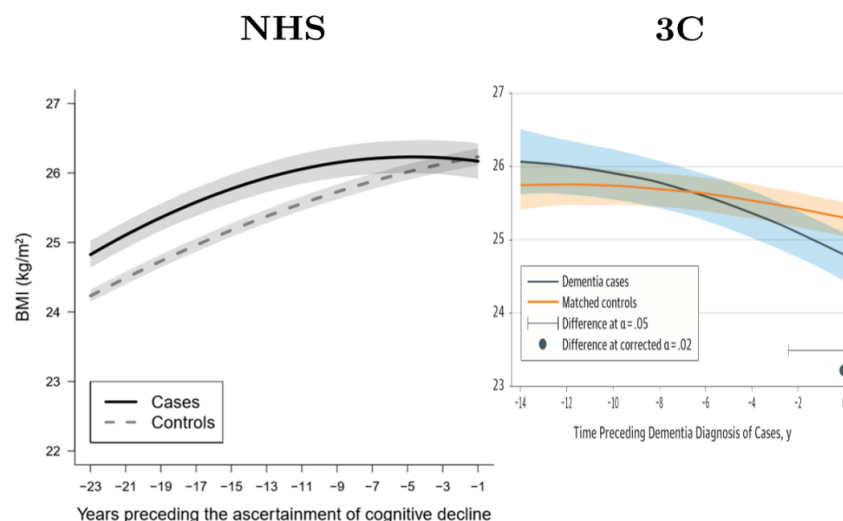 NHS
3C
27
26
25
24
23
22
BMI (kg/m²)
Cases
Controls
−23 −21 −19 −17 −15 −13 −11 −9 −7 −5 −3 −1
Years preceding the ascertainment of cognitive decline
27
26
25
24
23
Dementia cases
Matched controls
Difference at α = .05
Difference at corrected α = .02
-14 -12 -10 -8 -6 -4 -2
Time Preceding Dementia Diagnosis of Cases, y